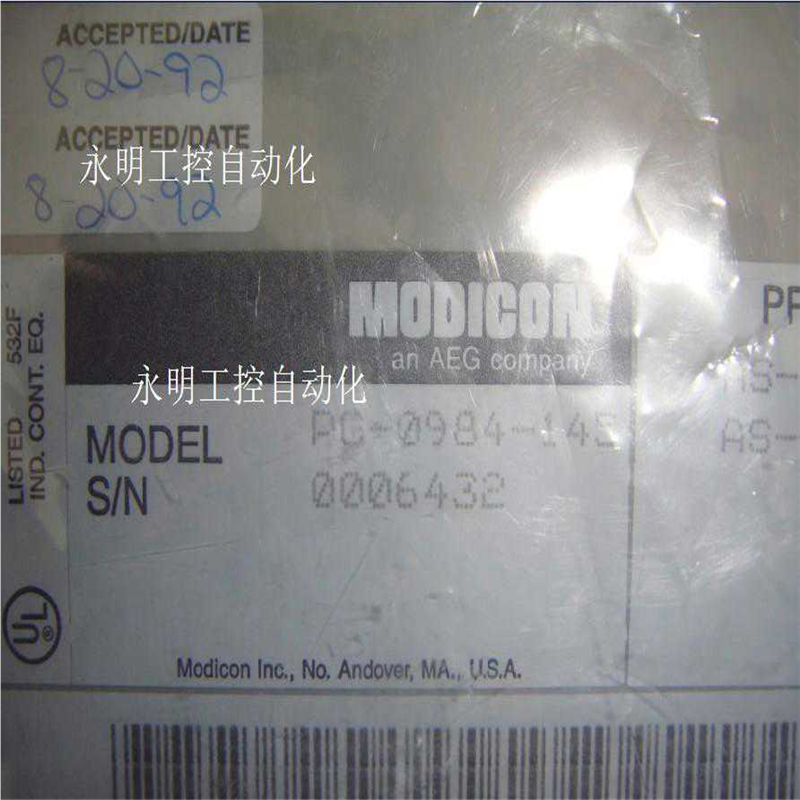 ACCEPTED/DATE
8-20-92
ACCEPTED/DATE
永明工控自动化
8-20-92
LISTED 532F
IND. CONT. EQ.
MODICON
an AEG company
永明工控自动化
MODEL PC-0984-145
S/N 0006432
UL
®
Modicon Inc., No. Andover, MA., U.S.A.
AS-